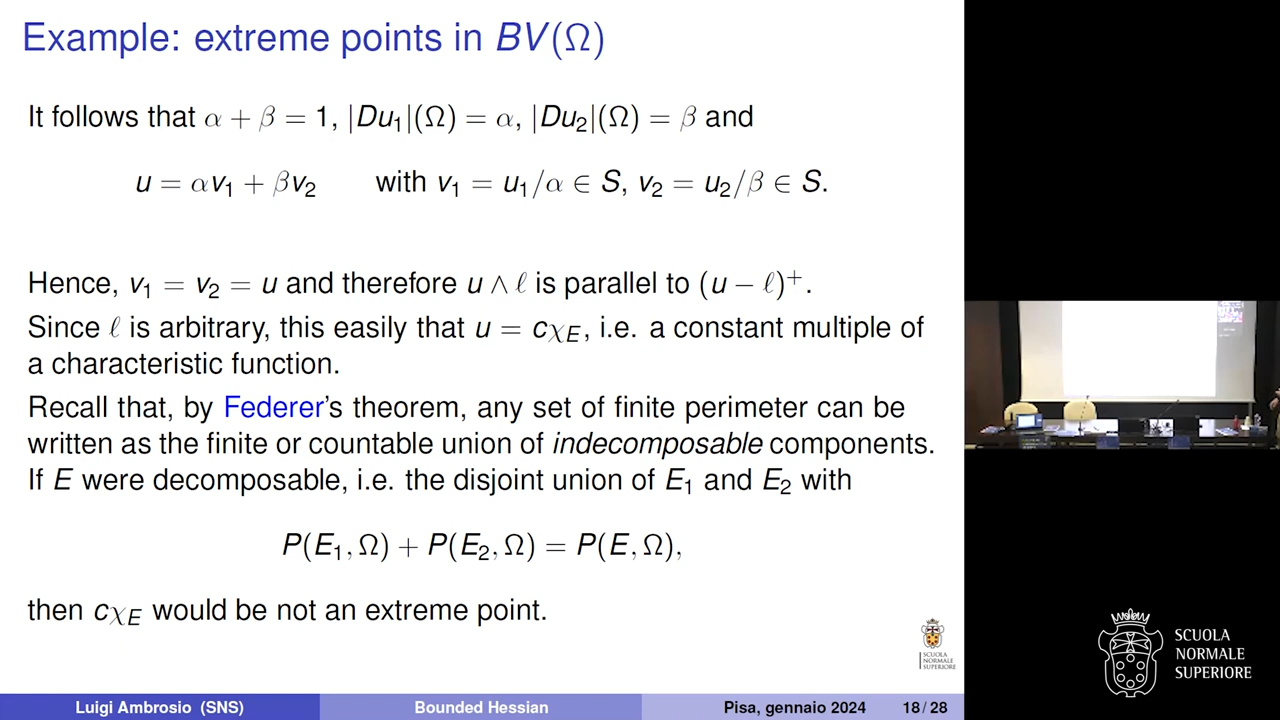 Example: extreme points in BV(Ω)
It follows that α + β = 1, |Du₁|(Ω) = α, |Du₂|(Ω) = β and
u = αv₁ + βv₂ with v₁ = u₁/α ∈ S, v₂ = u₂/β ∈ S.
Hence, v₁ = v₂ = u and therefore u ∧ ℓ is parallel to (u − ℓ)⁺.
Since ℓ is arbitrary, this easily that u = cχ_E, i.e. a constant multiple of
a characteristic function.
Recall that, by Federer's theorem, any set of finite perimeter can be
written as the finite or countable union of indecomposable components.
If E were decomposable, i.e. the disjoint union of E₁ and E₂ with
P(E₁, Ω) + P(E₂, Ω) = P(E, Ω),
then cχ_E would be not an extreme point.
SCUOLA
NORMALE
SUPERIORE
Luigi Ambrosio (SNS) Bounded Hessian Pisa, gennaio 2024 18 / 28
SCUOLA
NORMALE
SUPERIORE